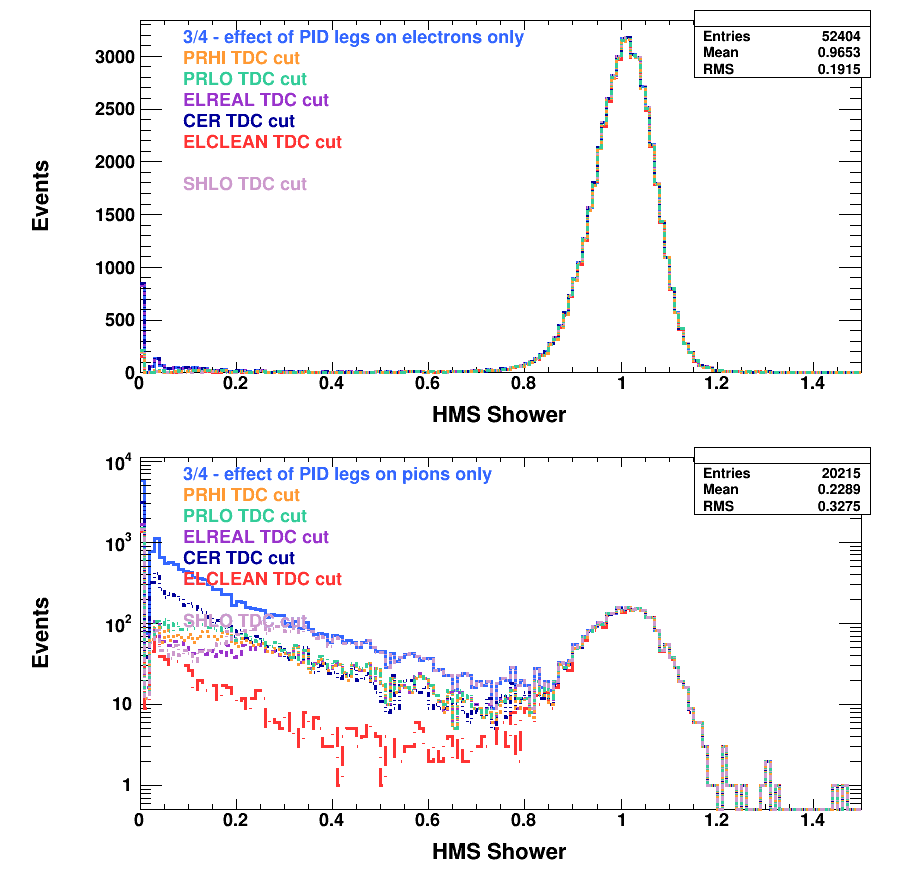 3/4 - effect of PID legs on electrons only
PRHI TDC cut
PRLO TDC cut
ELREAL TDC cut
CER TDC cut
ELCLEAN TDC cut
SHLO TDC cut
Entries 52404
Mean 0.9653
RMS 0.1915
3000
2500
2000
1500
1000
500
0
Events
0 0.2 0.4 0.6 0.8 1 1.2 1.4
HMS Shower
3/4 - effect of PID legs on pions only
PRHI TDC cut
PRLO TDC cut
ELREAL TDC cut
CER TDC cut
ELCLEAN TDC cut
SHLO TDC cut
Entries 20215
Mean 0.2289
RMS 0.3275
10⁴
10³
10²
10
1
Events
0 0.2 0.4 0.6 0.8 1 1.2 1.4
HMS Shower